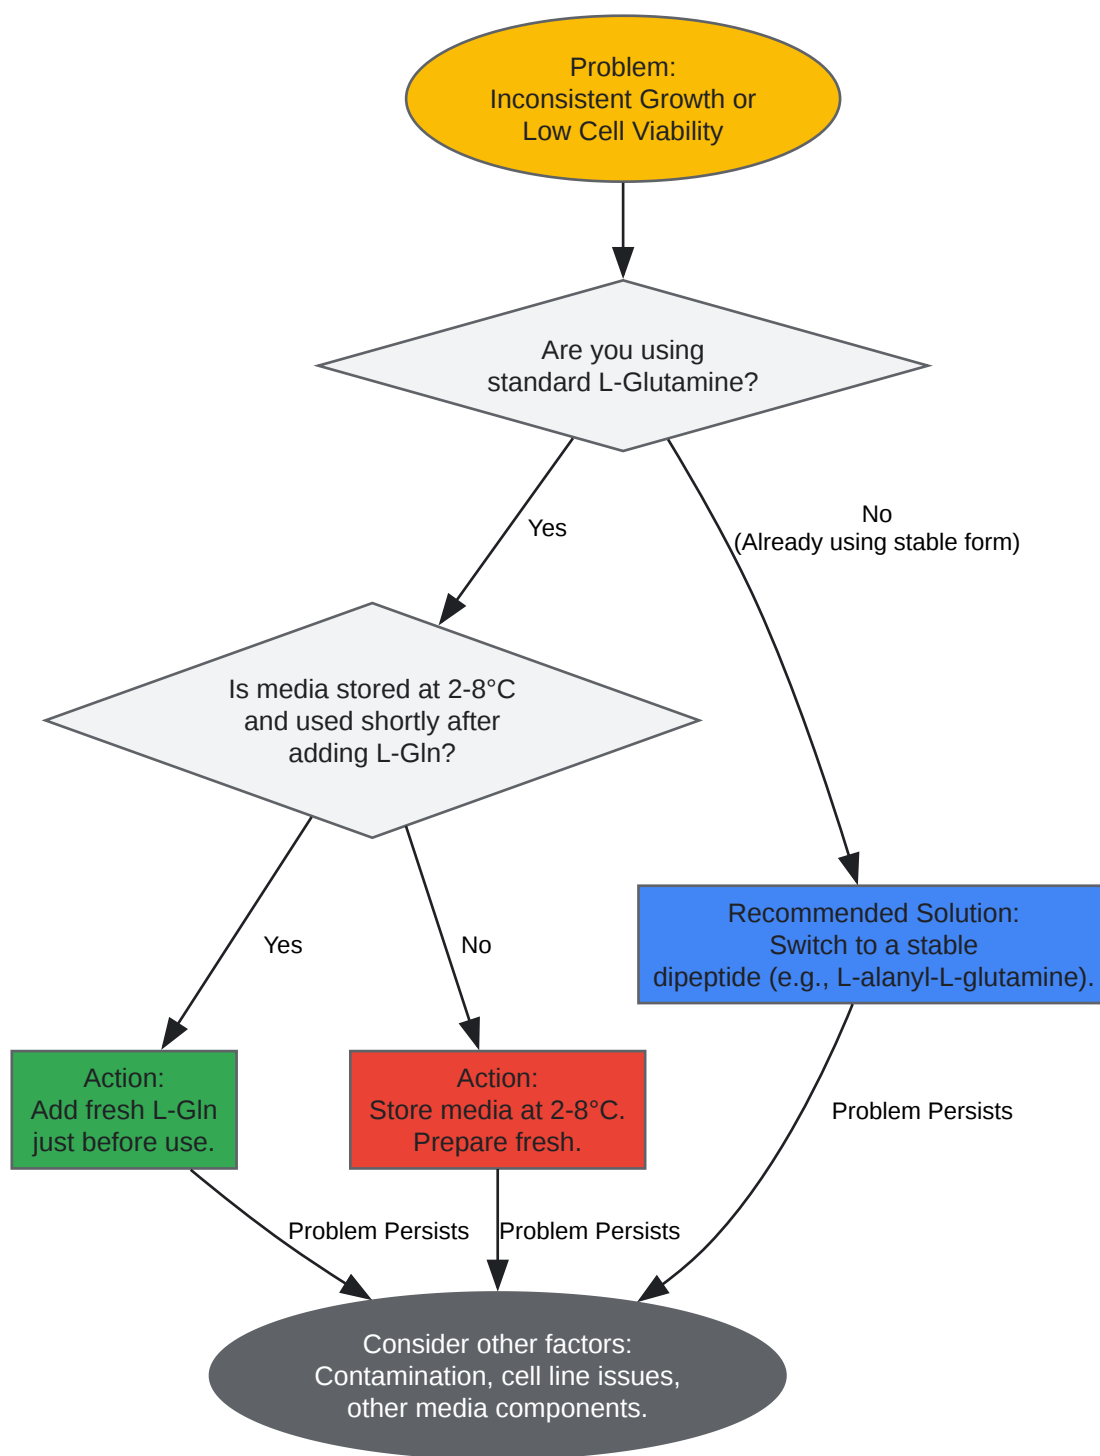 Problem:
Inconsistent Growth or
Low Cell Viability
Are you using
standard L-Glutamine?
Yes
No
(Already using stable form)
Is media stored at 2-8°C
and used shortly after
adding L-Gln?
Yes
No
Recommended Solution:
Switch to a stable
dipeptide (e.g., L-alanyl-L-glutamine).
Action:
Add fresh L-Gln
just before use.
Action:
Store media at 2-8°C.
Prepare fresh.
Problem Persists
Problem Persists
Problem Persists
Consider other factors:
Contamination, cell line issues,
other media components.